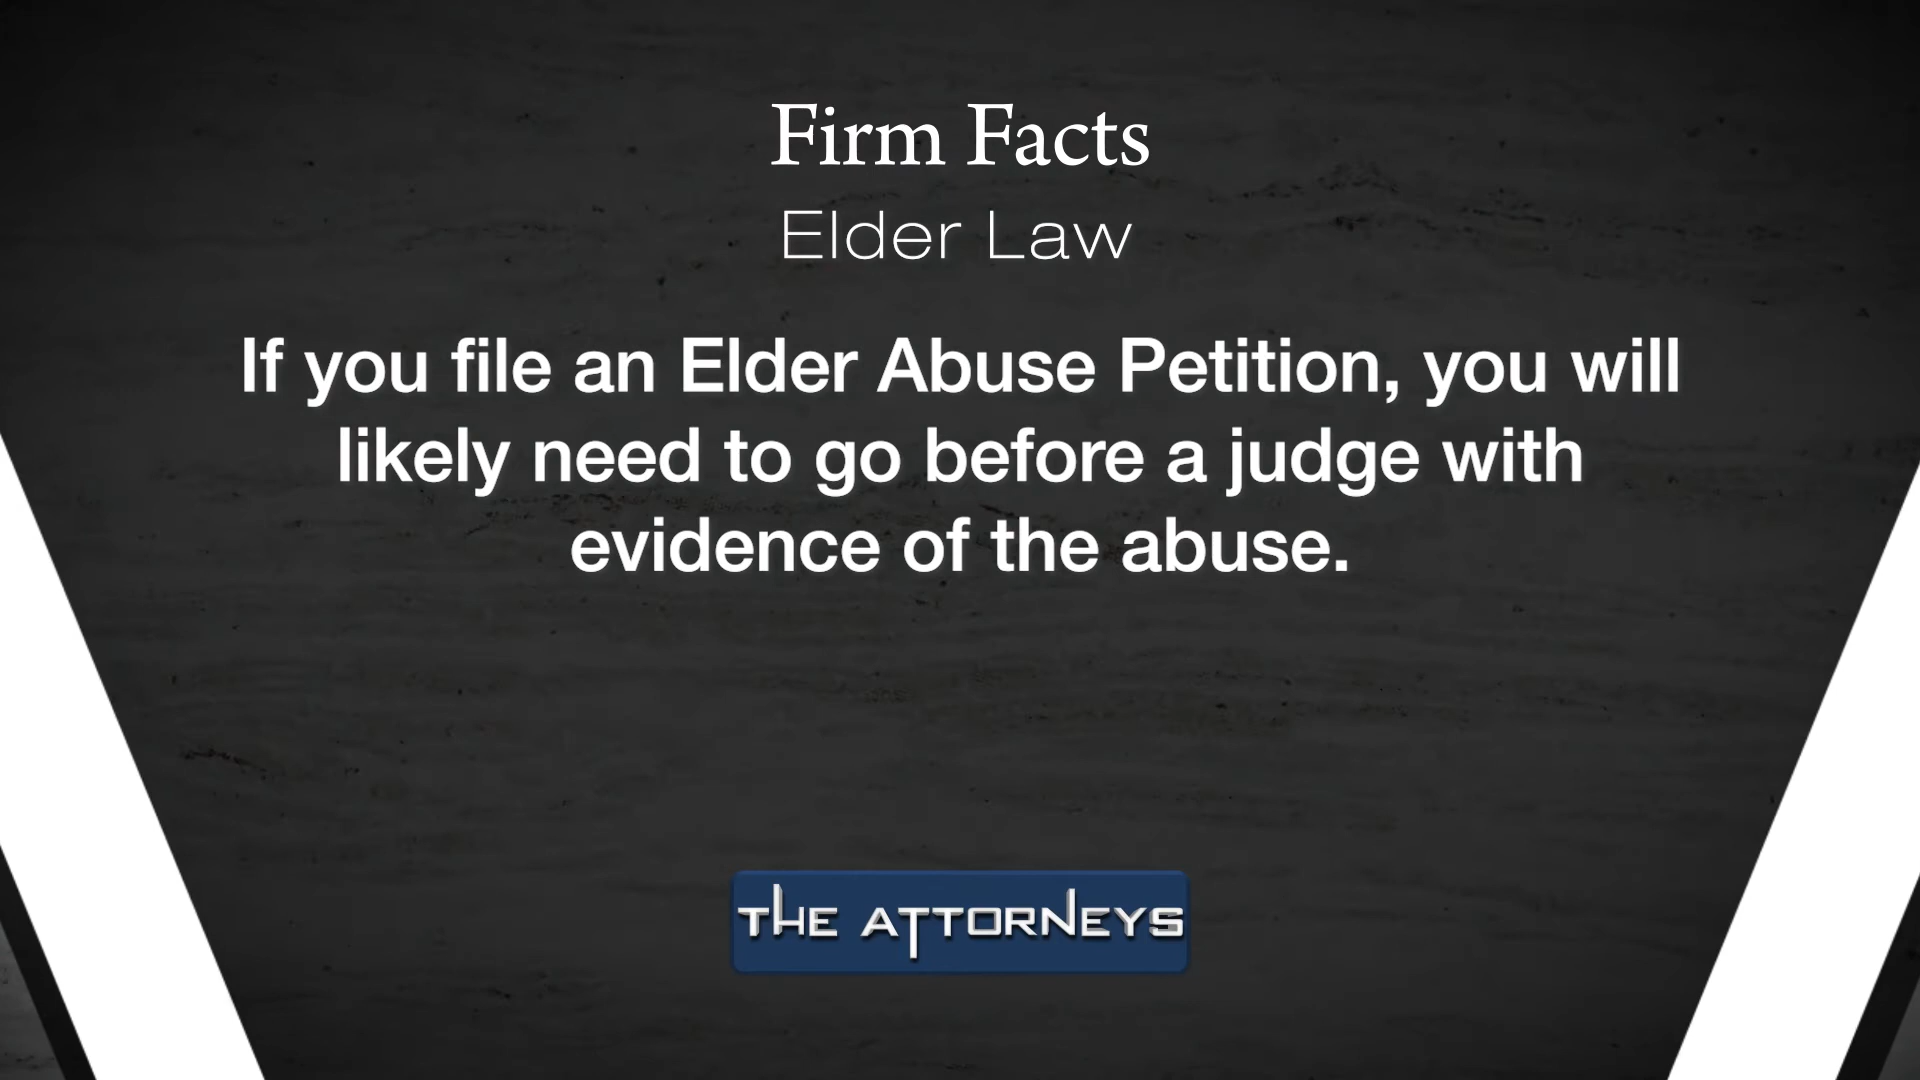 Firm Facts
Elder Law
If you file an Elder Abuse Petition, you will
likely need to go before a judge with
evidence of the abuse.
THE ATTORNEYS